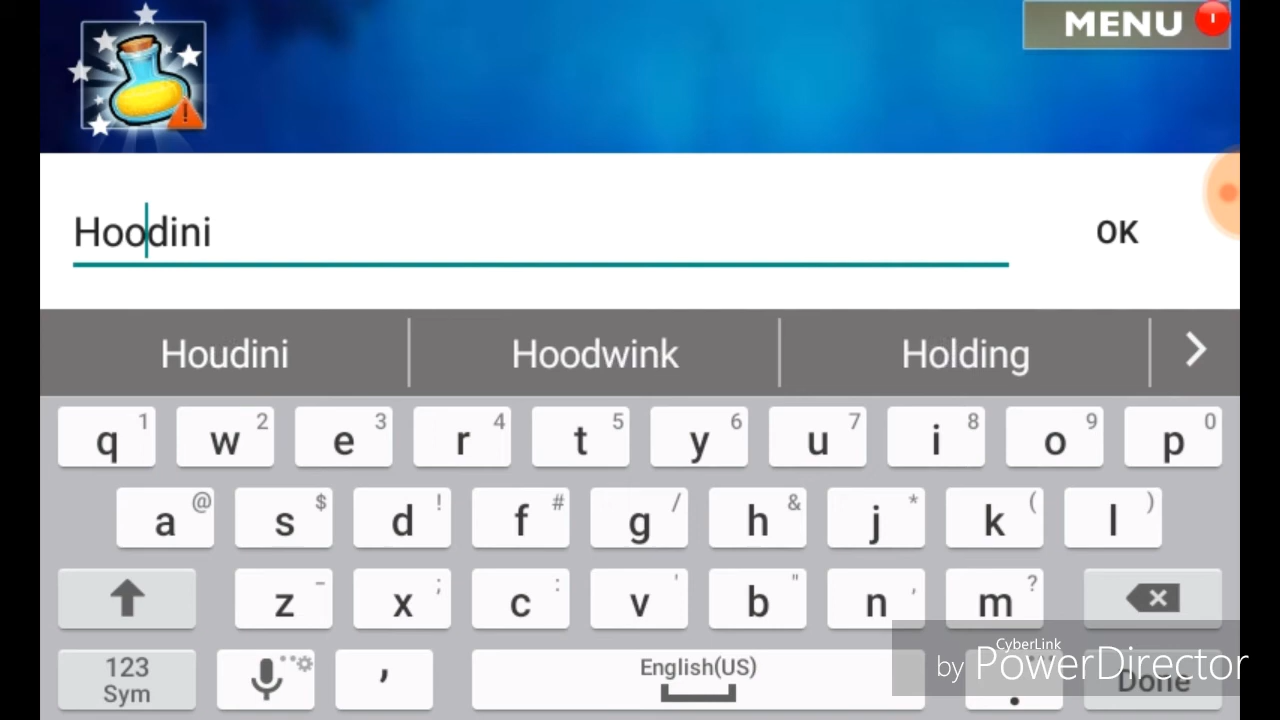 MENU !
Hoodini
OK
Houdini Hoodwink Holding
q 1 w 2 e 3 r 4 t 5 y 6 u 7 i 8 o 9 p 0
a @ s $ d ! f # g / h & j * k ( l )
z - x ; c : v ' b " n , m ?
CyberLink
by PowerDirector
123
Sym
,
English(US)
.
Done